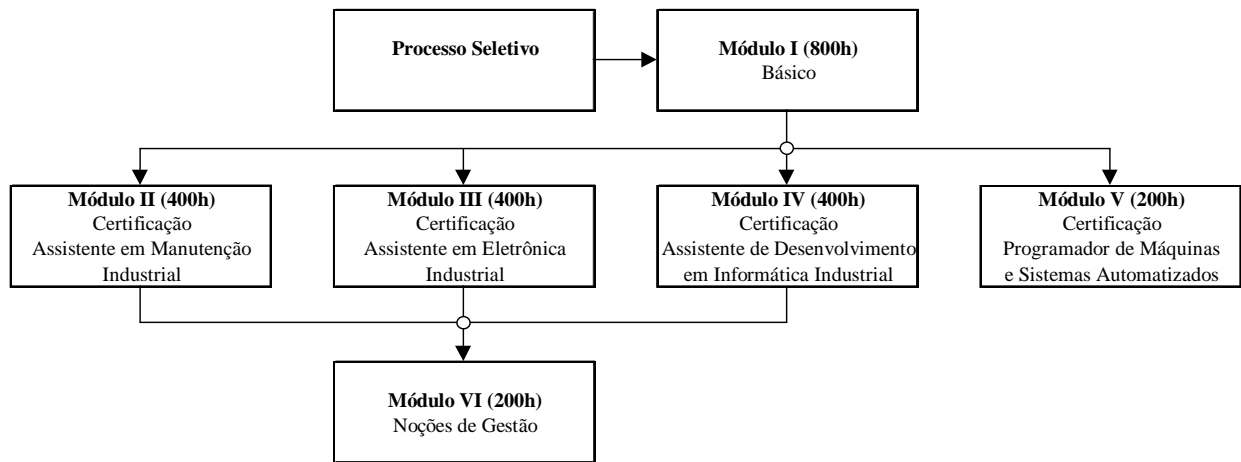 Processo Seletivo
Módulo I (800h)
Básico
Módulo II (400h)
Certificação
Assistente em Manutenção
Industrial
Módulo III (400h)
Certificação
Assistente em Eletrônica
Industrial
Módulo IV (400h)
Certificação
Assistente de Desenvolvimento
em Informática Industrial
Módulo V (200h)
Certificação
Programador de Máquinas
e Sistemas Automatizados
Módulo VI (200h)
Noções de Gestão